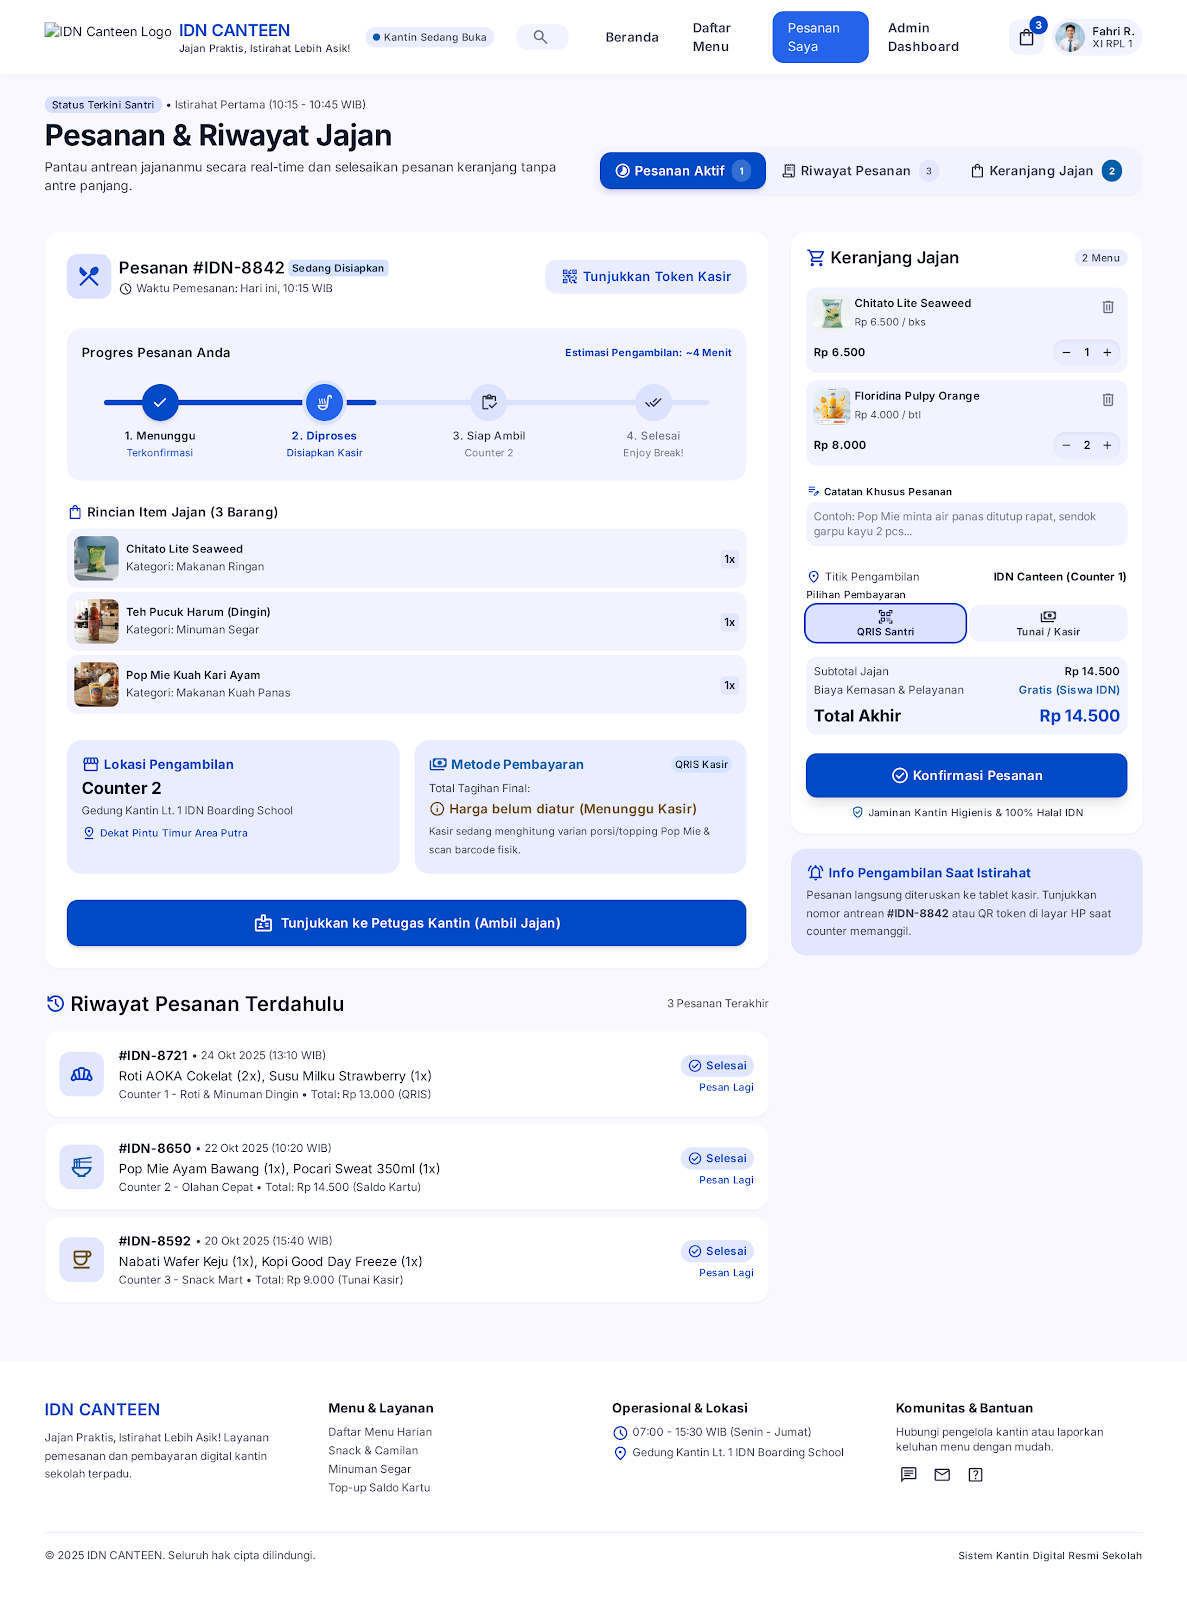 IDN Canteen Logo
IDN CANTEEN
Jajan Praktis, Istirahat Lebih Asik!
Kantin Sedang Buka
Beranda
Daftar
Menu
Pesanan
Saya
Admin
Dashboard
3
Fahri R.
XI RPL 1
Status Terkini Santri • Istirahat Pertama (10:15 - 10:45 WIB)
Pesanan & Riwayat Jajan
Pantau antrean jajananmu secara real-time dan selesaikan pesanan keranjang tanpa
antre panjang.
Pesanan Aktif 1
Riwayat Pesanan 3
Keranjang Jajan 2
Pesanan #IDN-8842 Sedang Disiapkan
Waktu Pemesanan: Hari ini, 10:15 WIB
Tunjukkan Token Kasir
Progres Pesanan Anda
Estimasi Pengambilan: ~4 Menit
1. Menunggu
Terkonfirmasi
2. Diproses
Disiapkan Kasir
3. Siap Ambil
Counter 2
4. Selesai
Enjoy Break!
Rincian Item Jajan (3 Barang)
Chitato Lite Seaweed
Kategori: Makanan Ringan
1x
Teh Pucuk Harum (Dingin)
Kategori: Minuman Segar
1x
Pop Mie Kuah Kari Ayam
Kategori: Makanan Kuah Panas
1x
Lokasi Pengambilan
Counter 2
Gedung Kantin Lt. 1 IDN Boarding School
Dekat Pintu Timur Area Putra
Metode Pembayaran
QRIS Kasir
Total Tagihan Final:
Harga belum diatur (Menunggu Kasir)
Kasir sedang menghitung varian porsi/topping Pop Mie &
scan barcode fisik.
Tunjukkan ke Petugas Kantin (Ambil Jajan)
Keranjang Jajan
2 Menu
Chitato Lite Seaweed
Rp 6.500 / bks
Rp 6.500
− 1 +
Floridina Pulpy Orange
Rp 4.000 / btl
Rp 8.000
− 2 +
Catatan Khusus Pesanan
Contoh: Pop Mie minta air panas ditutup rapat, sendok
garpu kayu 2 pcs...
Titik Pengambilan
IDN Canteen (Counter 1)
Pilihan Pembayaran
QRIS Santri
Tunai / Kasir
Subtotal Jajan
Rp 14.500
Biaya Kemasan & Pelayanan
Gratis (Siswa IDN)
Total Akhir
Rp 14.500
Konfirmasi Pesanan
Jaminan Kantin Higienis & 100% Halal IDN
Info Pengambilan Saat Istirahat
Pesanan langsung diteruskan ke tablet kasir. Tunjukkan
nomor antrean #IDN-8842 atau QR token di layar HP saat
counter memanggil.
Riwayat Pesanan Terdahulu
3 Pesanan Terakhir
#IDN-8721 • 24 Okt 2025 (13:10 WIB)
Roti AOKA Cokelat (2x), Susu Milku Strawberry (1x)
Counter 1 - Roti & Minuman Dingin • Total: Rp 13.000 (QRIS)
Selesai
Pesan Lagi
#IDN-8650 • 22 Okt 2025 (10:20 WIB)
Pop Mie Ayam Bawang (1x), Pocari Sweat 350ml (1x)
Counter 2 - Olahan Cepat • Total: Rp 14.500 (Saldo Kartu)
Selesai
Pesan Lagi
#IDN-8592 • 20 Okt 2025 (15:40 WIB)
Nabati Wafer Keju (1x), Kopi Good Day Freeze (1x)
Counter 3 - Snack Mart • Total: Rp 9.000 (Tunai Kasir)
Selesai
Pesan Lagi
IDN CANTEEN
Jajan Praktis, Istirahat Lebih Asik! Layanan
pemesanan dan pembayaran digital kantin
sekolah terpadu.
Menu & Layanan
Daftar Menu Harian
Snack & Camilan
Minuman Segar
Top-up Saldo Kartu
Operasional & Lokasi
07:00 - 15:30 WIB (Senin - Jumat)
Gedung Kantin Lt. 1 IDN Boarding School
Komunitas & Bantuan
Hubungi pengelola kantin atau laporkan
keluhan menu dengan mudah.
© 2025 IDN CANTEEN. Seluruh hak cipta dilindungi.
Sistem Kantin Digital Resmi Sekolah